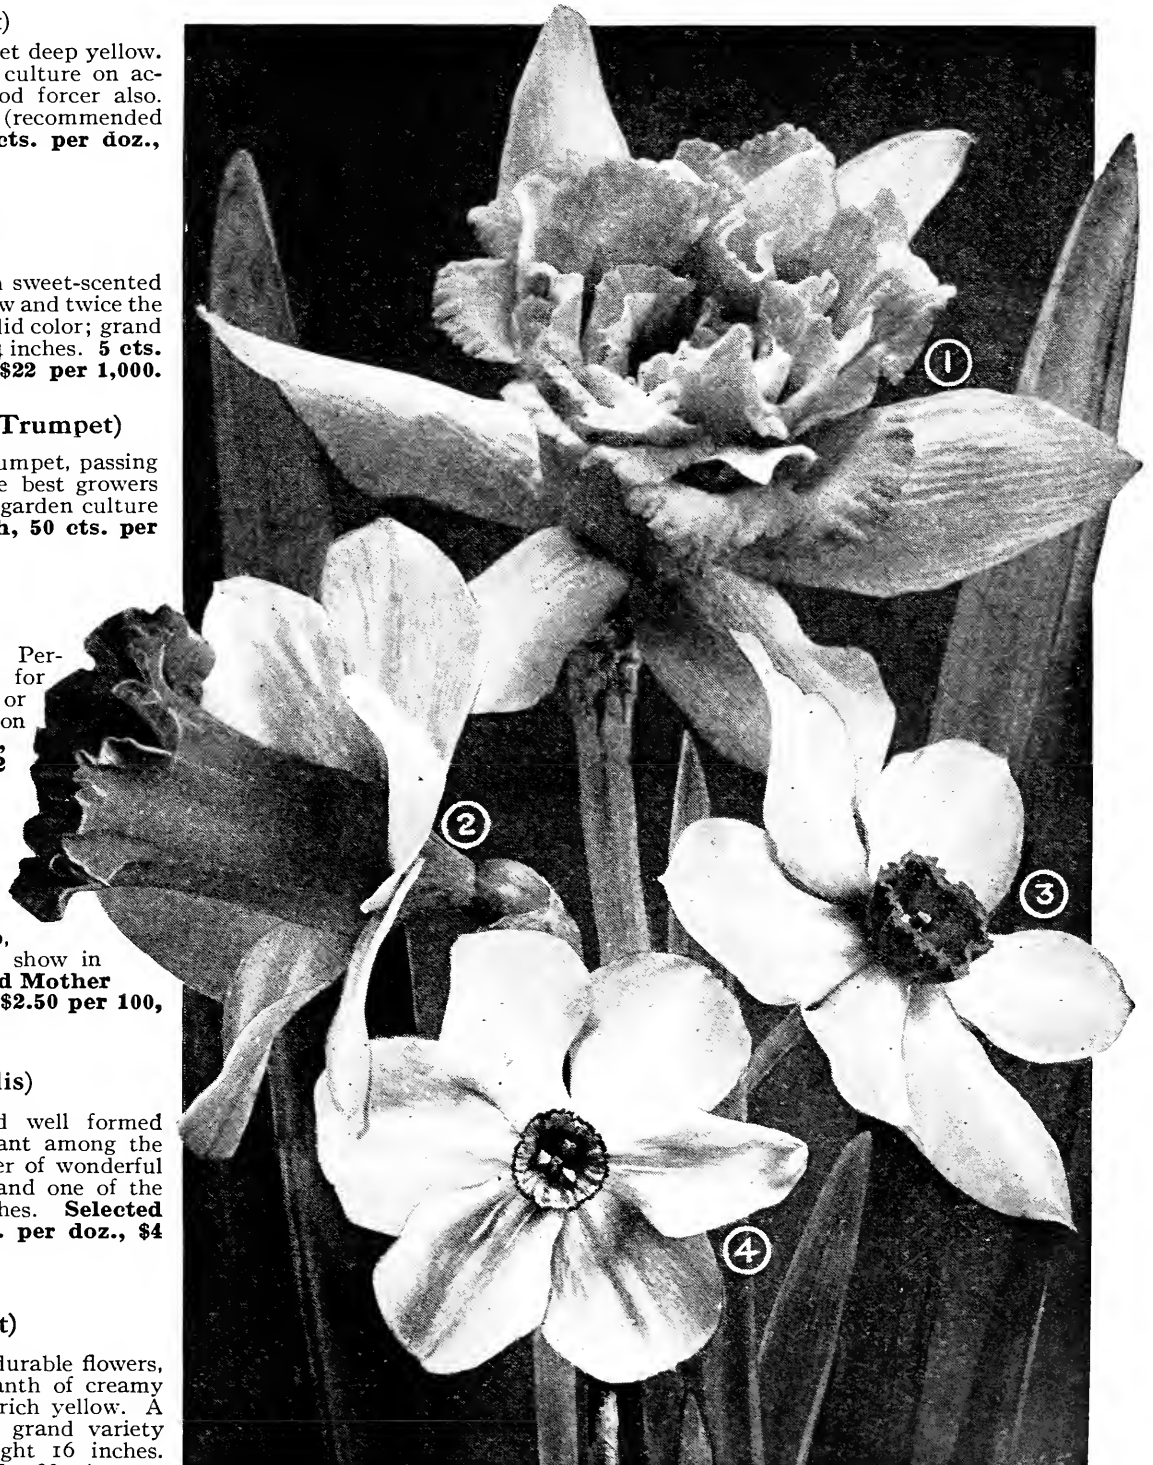 t)
et deep yellow.
culture on ac-
od forcer also.
(recommended
cts. per doz.,
sweet-scented
w and twice the
lid color; grand
inches. 5 cts.
$22 per 1,000.
Trumpet)
umpet, passing
e best growers
garden culture
h, 50 cts. per
Per-
for
or
on
2
show in
d Mother
$2.50 per 100,
lis)
d well formed
ant among the
er of wonderful
and one of the
hes. Selected
. per doz., $4
t)
durable flowers,
anth of creamy
rich yellow. A
grand variety
ght 16 inches.
1
2
3
4